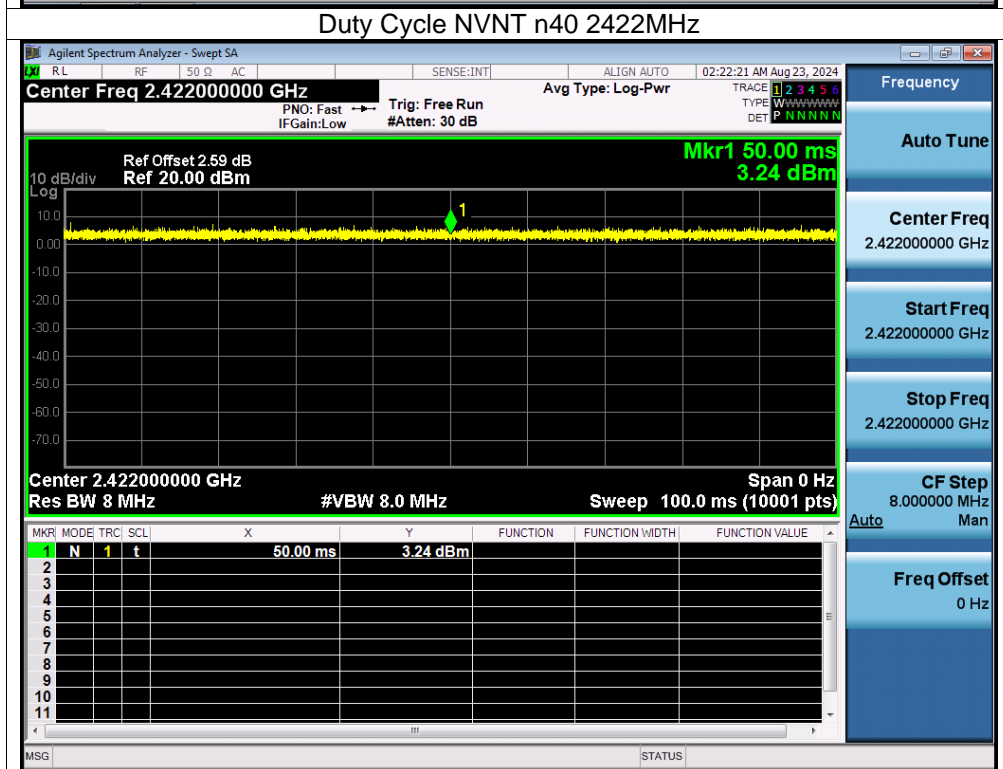 Duty Cycle NVNT n40 2422MHz
Agilent Spectrum Analyzer - Swept SA
LXI RL RF 50 Ω AC SENSE:INT ALIGN AUTO 02:22:21 AM Aug 23, 2024
Center Freq 2.422000000 GHz Avg Type: Log-Pwr TRACE 1 2 3 4 5 6
PNO: Fast Trig: Free Run TYPE WWWWWW
IFGain:Low #Atten: 30 dB DET P N N N N N
Ref Offset 2.59 dB Mkr1 50.00 ms
10 dB/div Ref 20.00 dBm 3.24 dBm
Log
1
10.0
0.00
-10.0
-20.0
-30.0
-40.0
-50.0
-60.0
-70.0
Center 2.422000000 GHz Span 0 Hz
Res BW 8 MHz #VBW 8.0 MHz Sweep 100.0 ms (10001 pts)
MKR MODE TRC SCL X Y FUNCTION FUNCTION WIDTH FUNCTION VALUE
1 N 1 t 50.00 ms 3.24 dBm
2
3
4
5
6
7
8
9
10
11
MSG STATUS
Frequency
Auto Tune
Center Freq
2.422000000 GHz
Start Freq
2.422000000 GHz
Stop Freq
2.422000000 GHz
CF Step
8.000000 MHz
Auto Man
Freq Offset
0 Hz